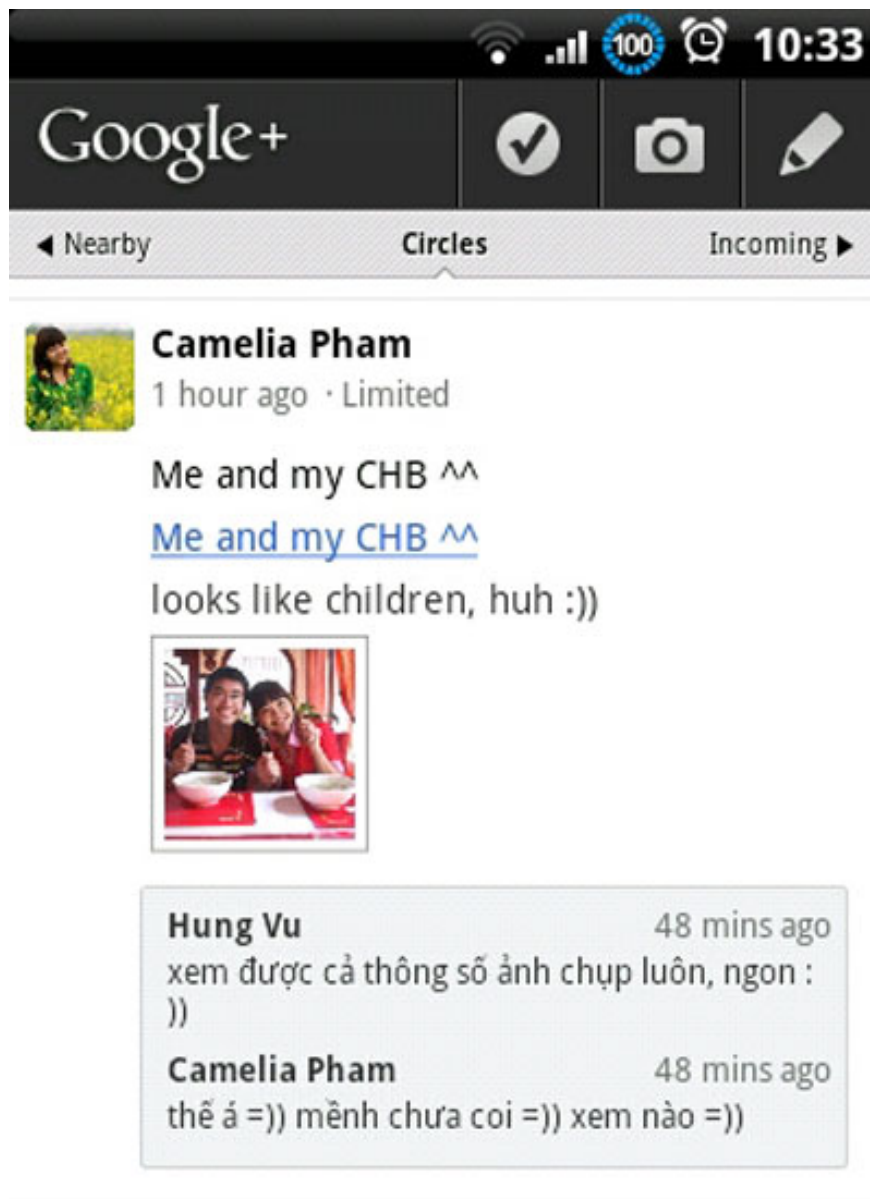 100 10:33
Google+
Nearby Circles Incoming
Camelia Pham
1 hour ago · Limited
Me and my CHB ^^
Me and my CHB ^^
looks like children, huh :))
Hung Vu 48 mins ago
xem được cả thông số ảnh chụp luôn, ngon :
))
Camelia Pham 48 mins ago
thế á =)) mềnh chưa coi =)) xem nào =))